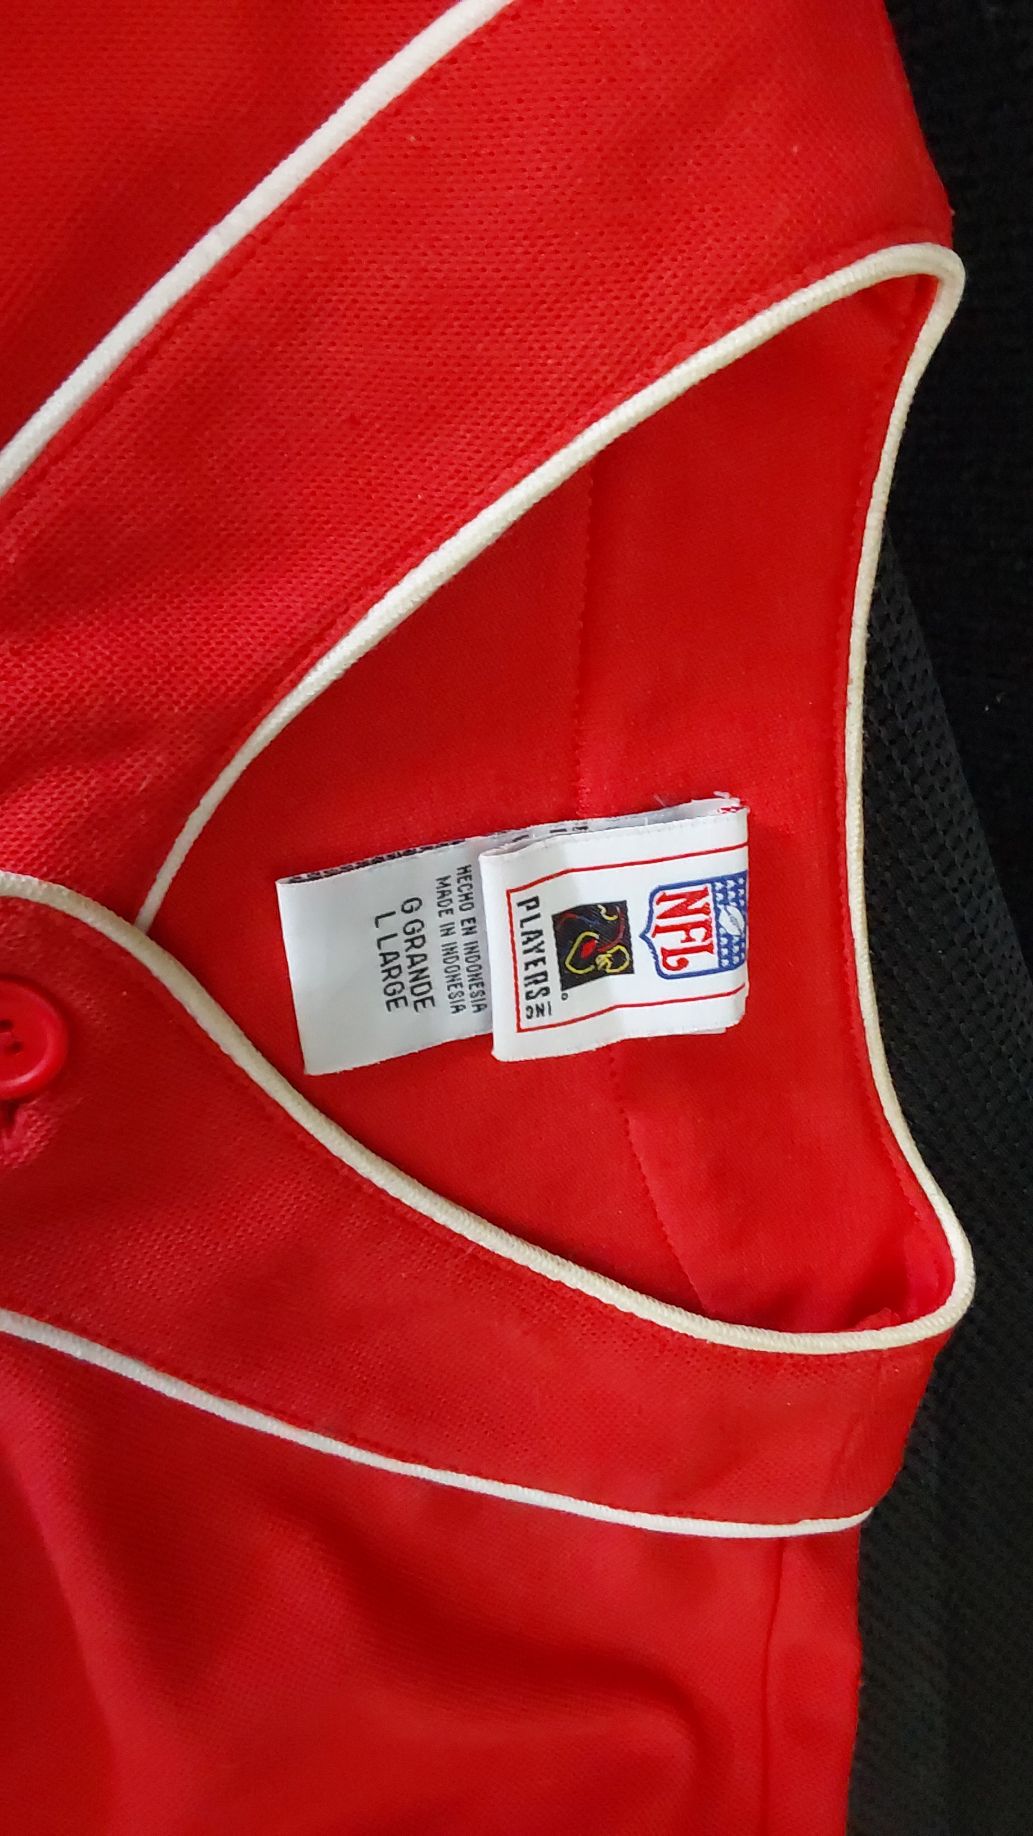 NFL
PLAYERS INC
HECHO EN INDONESIA
MADE IN INDONESIA
G GRANDE
L LARGE